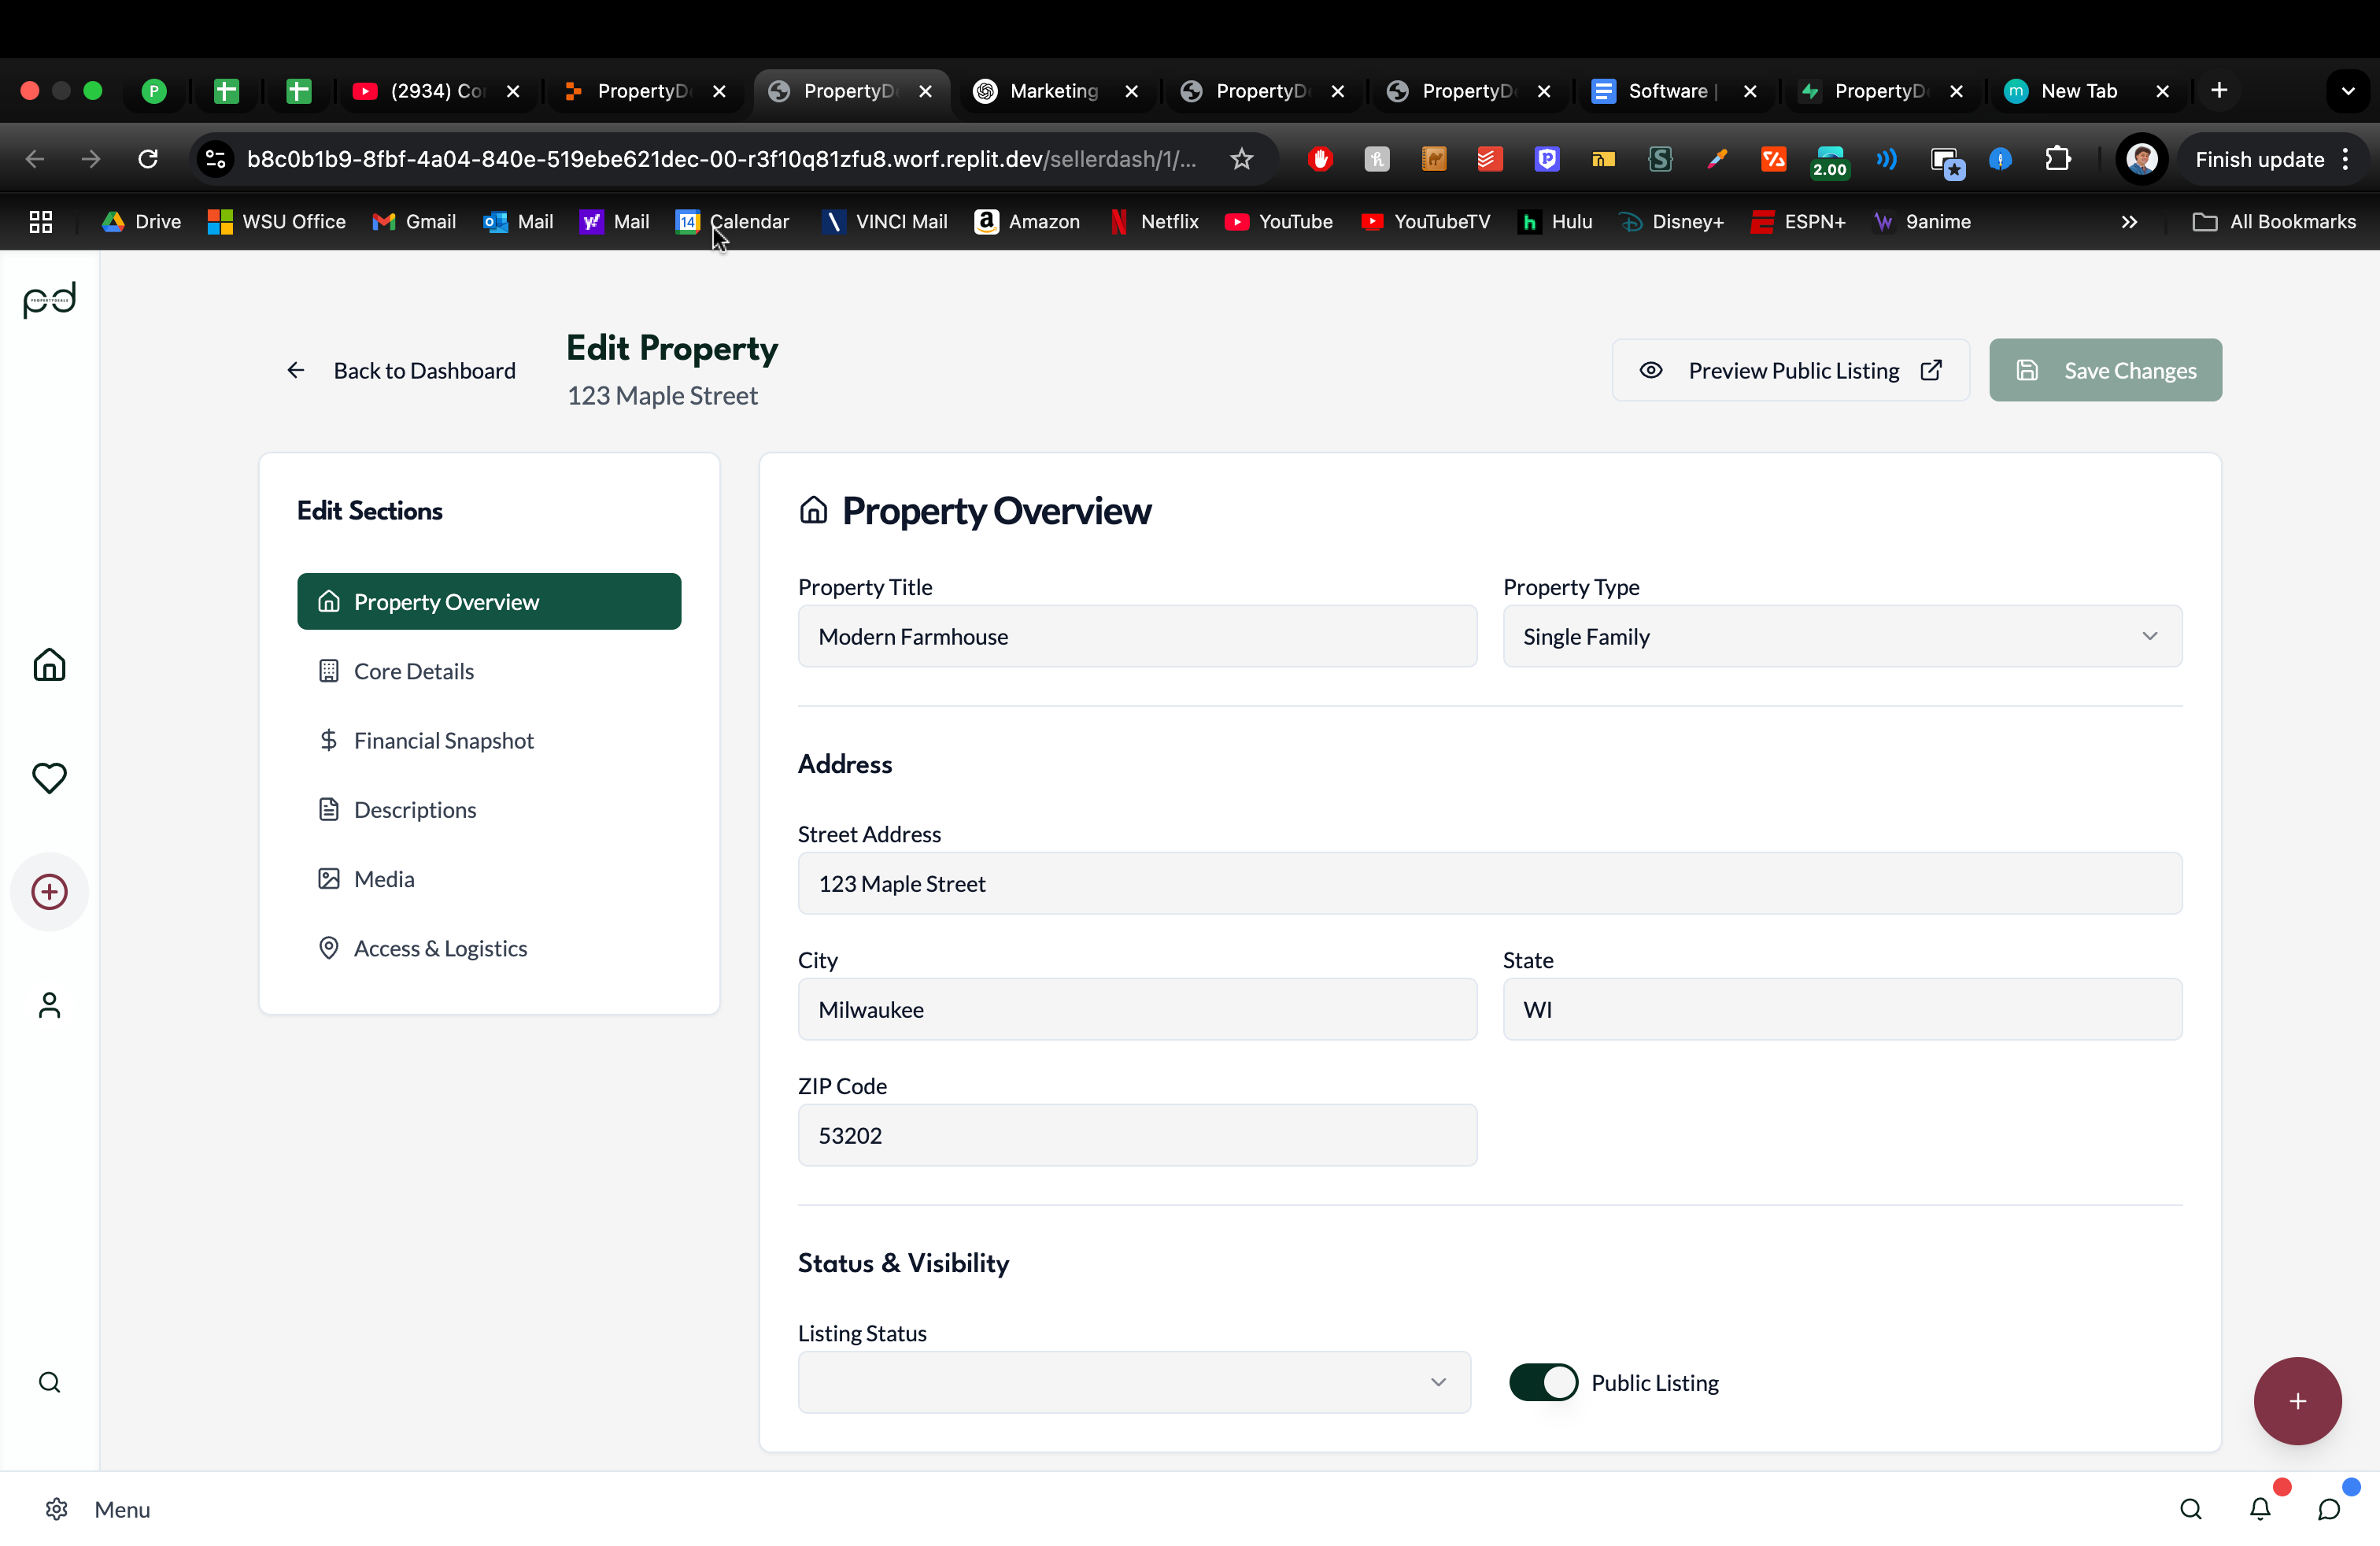 P
(2934) Co
PropertyD
PropertyD
Marketing
PropertyD
PropertyD
Software |
PropertyD
m
New Tab
b8c0b1b9-8fbf-4a04-840e-519ebe621dec-00-r3f10q81zfu8.worf.replit.dev/sellerdash/1/...
2.00
Finish update
Drive
WSU Office
Gmail
Mail
Mail
14
Calendar
VINCI Mail
Amazon
Netflix
YouTube
YouTubeTV
Hulu
Disney+
ESPN+
9anime
All Bookmarks
pd
Back to Dashboard
Edit Property
123 Maple Street
Preview Public Listing
Save Changes
Edit Sections
Property Overview
Core Details
Financial Snapshot
Descriptions
Media
Access & Logistics
Property Overview
Property Title
Modern Farmhouse
Property Type
Single Family
Address
Street Address
123 Maple Street
City
Milwaukee
State
WI
ZIP Code
53202
Status & Visibility
Listing Status
Public Listing
Menu